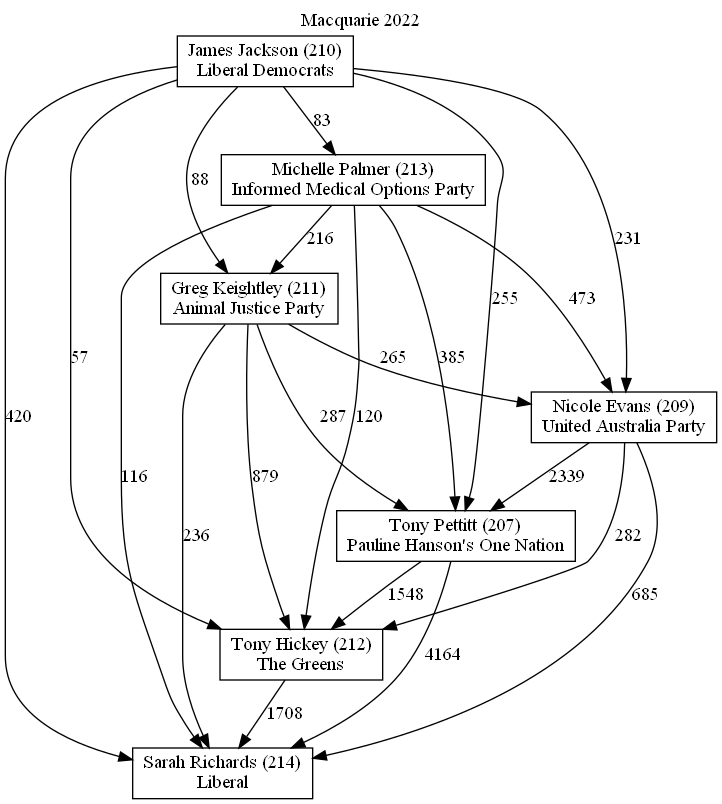 Macquarie 2022
James Jackson (210)
Liberal Democrats
83
Michelle Palmer (213)
Informed Medical Options Party
88
216
231
Greg Keightley (211)
Animal Justice Party
255
473
57
265
385
Nicole Evans (209)
United Australia Party
420
287
120
116
879
2339
Tony Pettitt (207)
Pauline Hanson's One Nation
236
282
1548
685
Tony Hickey (212)
The Greens
4164
1708
Sarah Richards (214)
Liberal